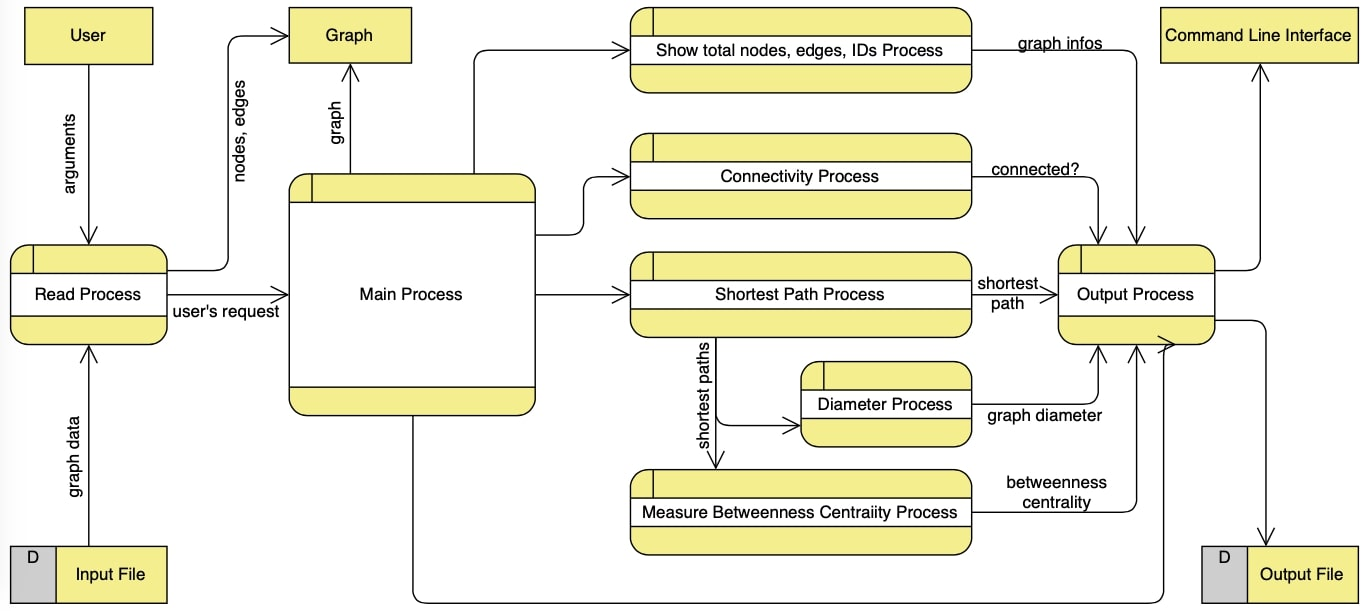 User
Graph
Show total nodes, edges, IDs Process
graph infos
Command Line Interface
arguments
nodes, edges
graph
Connectivity Process
connected?
Read Process
user's request
Main Process
Shortest Path Process
shortest
path
Output Process
shortest paths
Diameter Process
graph diameter
graph data
Measure Betweenness Centraiity Process
betweenness
centrality
D
Input File
D
Output File